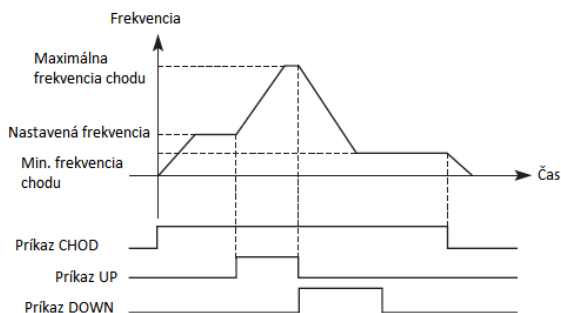 Frekvencia
Maximálna
frekvencia chodu
Nastavená frekvencia
Min. frekvencia
chodu
Čas
Príkaz CHOD
Príkaz UP
Príkaz DOWN